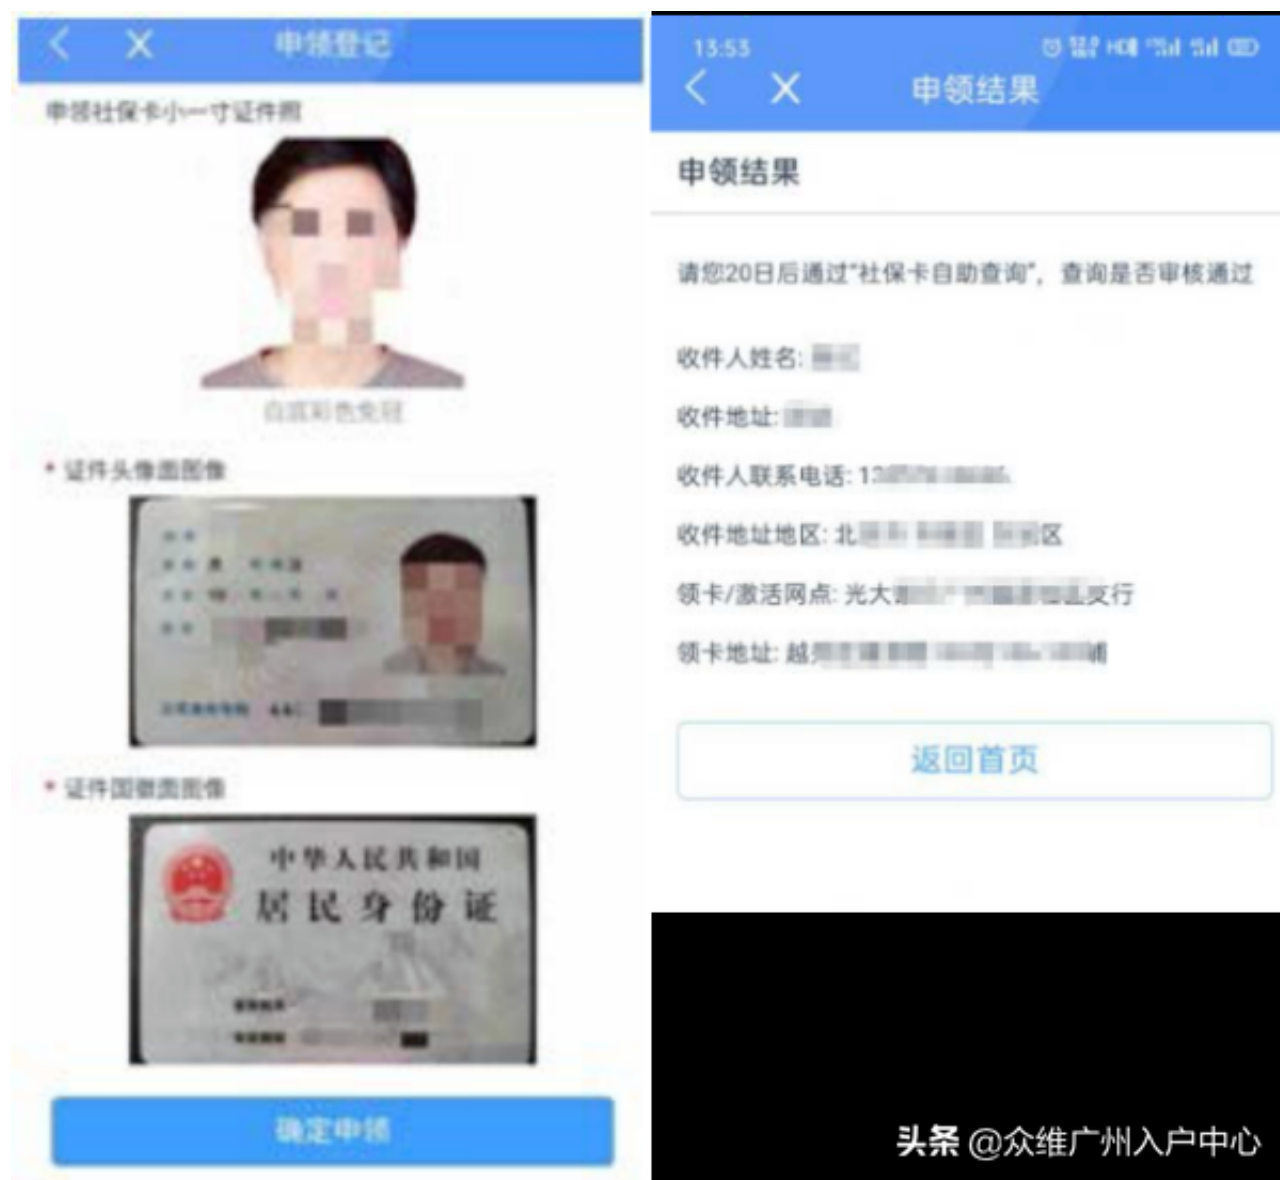 申领登记
申领社保卡小一寸证件照
白底彩色免冠
* 证件头像面图像
男
* 证件国徽面图像
中华人民共和国
居民身份证
确定申领
13:53
申领结果
申领结果
请您20日后通过“社保卡自助查询”，查询是否审核通过
收件人姓名:
收件地址:
收件人联系电话: 13
收件地址地区: 北 区
领卡/激活网点: 光大 支行
领卡地址: 越 铺
返回首页
头条 @众维广州入户中心